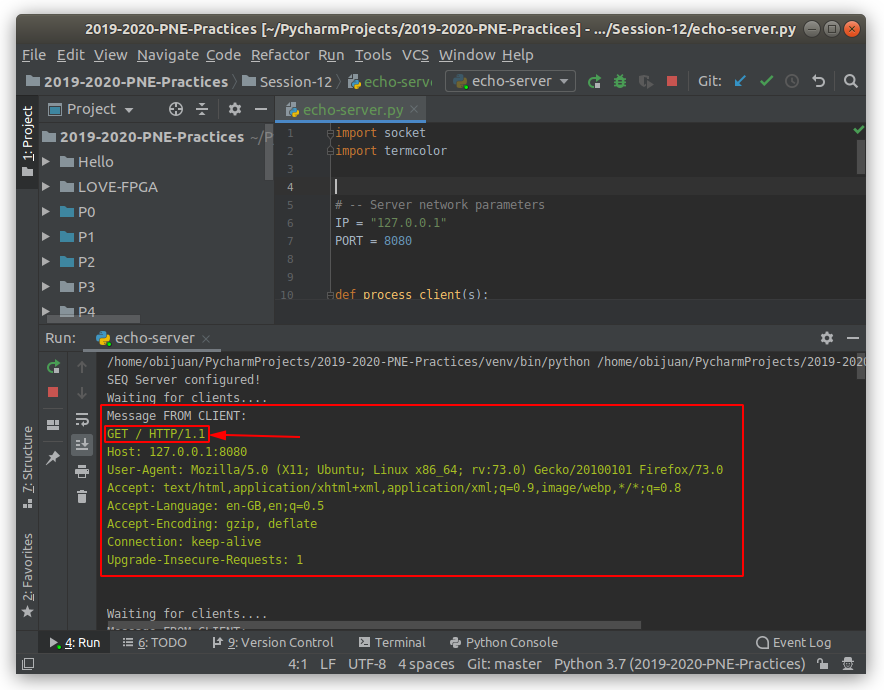 2019-2020-PNE-Practices [~/PycharmProjects/2019-2020-PNE-Practices] - .../Session-12/echo-server.py
File Edit View Navigate Code Refactor Run Tools VCS Window Help
2019-2020-PNE-Practices Session-12 echo-serv echo-server Git:
Project echo-server.py
1: Project
2019-2020-PNE-Practices ~/P
Hello
LOVE-FPGA
P0
P1
P2
P3
P4
1 import socket
2 import termcolor
3
4
5 # -- Server network parameters
6 IP = "127.0.0.1"
7 PORT = 8080
8
9
10 def process_client(s):
Run: echo-server
/home/obijuan/PycharmProjects/2019-2020-PNE-Practices/venv/bin/python /home/obijuan/PycharmProjects/2019-2020
SEQ Server configured!
Waiting for clients....
Message FROM CLIENT:
GET / HTTP/1.1
Host: 127.0.0.1:8080
User-Agent: Mozilla/5.0 (X11; Ubuntu; Linux x86_64; rv:73.0) Gecko/20100101 Firefox/73.0
Accept: text/html,application/xhtml+xml,application/xml;q=0.9,image/webp,*/*;q=0.8
Accept-Language: en-GB,en;q=0.5
Accept-Encoding: gzip, deflate
Connection: keep-alive
Upgrade-Insecure-Requests: 1
Waiting for clients....
Message FROM CLIENT:
7: Structure
2: Favorites
4: Run 6: TODO 9: Version Control Terminal Python Console Event Log
4:1 LF UTF-8 4 spaces Git: master Python 3.7 (2019-2020-PNE-Practices)